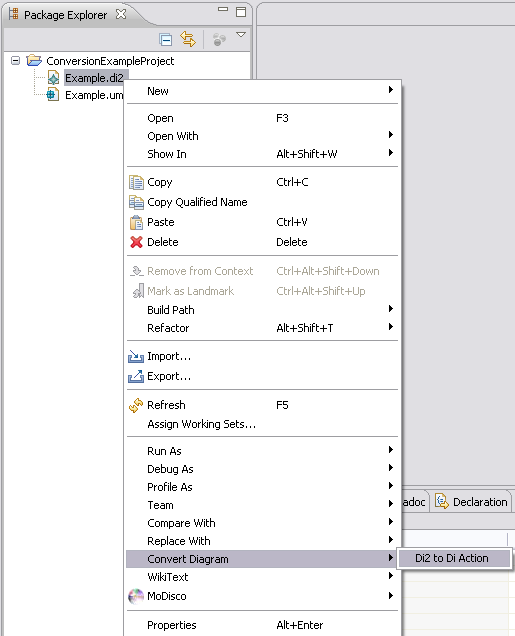 Package Explorer
ConversionExampleProject
Example.di2
Example.um
New
Open F3
Open With
Show In Alt+Shift+W
Copy Ctrl+C
Copy Qualified Name
Paste Ctrl+V
Delete Delete
Remove from Context Ctrl+Alt+Shift+Down
Mark as Landmark Ctrl+Alt+Shift+Up
Build Path
Refactor Alt+Shift+T
Import...
Export...
Refresh F5
Assign Working Sets...
Run As
Debug As
Profile As
Team
Compare With
adoc Declaration
Replace With
Convert Diagram Di2 to Di Action
WikiText
MoDisco
Properties Alt+Enter